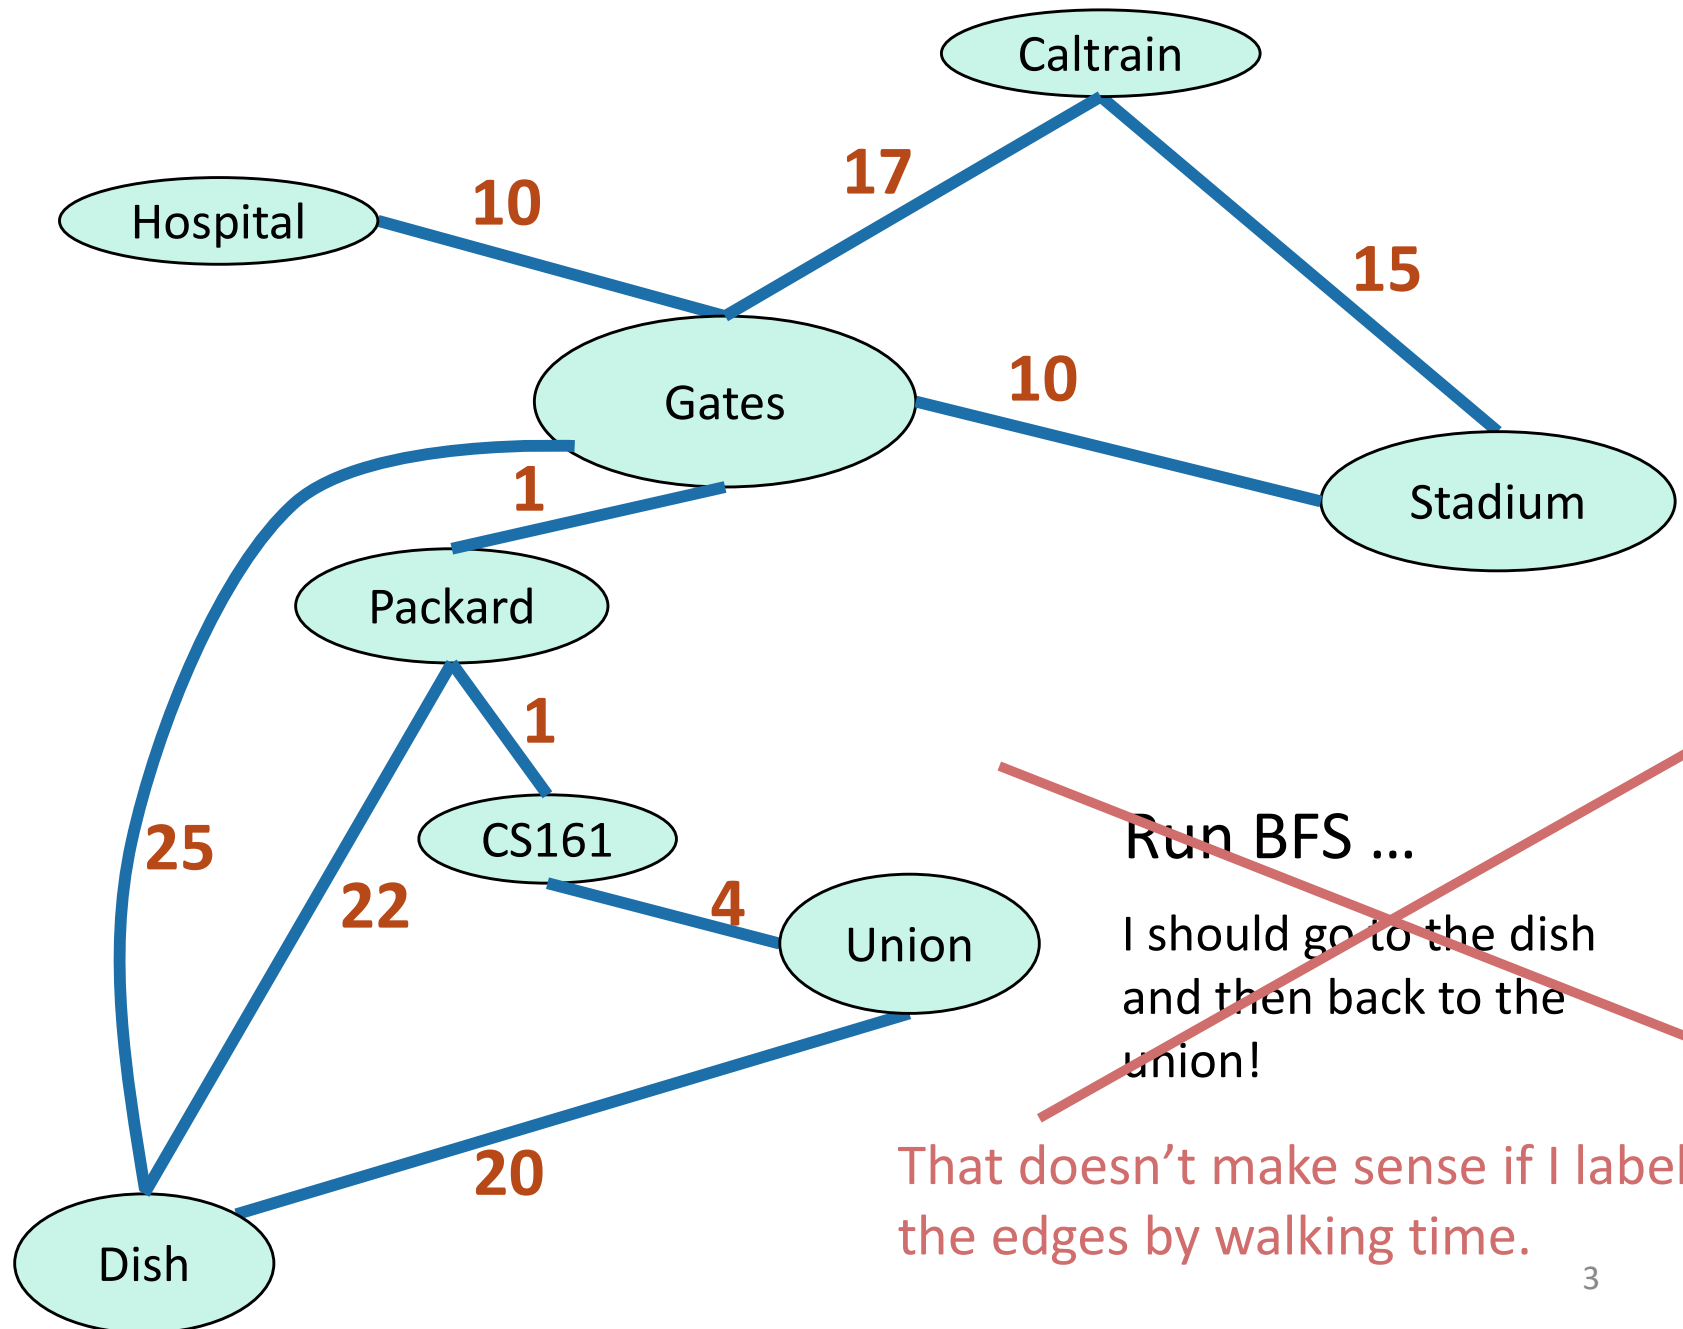 Caltrain
17
Hospital
10
15
Gates
10
1
Stadium
Packard
1
25
CS161
22
4
Union
20
Dish
Run BFS ...
I should go to the dish
and then back to the
union!
That doesn’t make sense if I label
the edges by walking time.
3